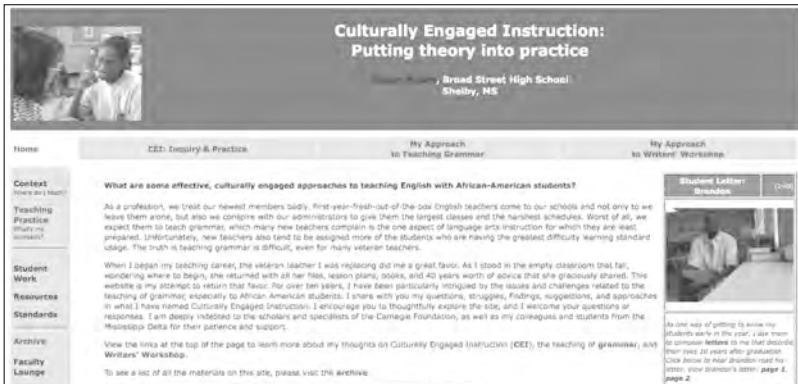 Culturally Engaged Instruction:
Putting theory into practice
, Broad Street High School
Shelby, MS
Home
CEI: Inquiry & Practice
My Approach
to Teaching Grammar
My Approach
to Writers' Workshop
Context
Where do I teach?
Teaching
Practice
What's my
Student
Work
Resources
Standards
Archive
Faculty
Lounge
What are some effective, culturally engaged approaches to teaching English with African-American students?
As a profession, we treat our newest members badly. First-year-fresh-out-of-the-box English teachers come to our schools and not only to we
leave them alone, but also we conspire with our administrators to give them the largest classes and the harshest schedules. Worst of all, we
expect them to teach grammar, which many new teachers complain is the one aspect of language arts instruction for which they are least
prepared. Unfortunately, new teachers also tend to be assigned more of the students who are having the greatest difficulty learning standard
usage. The truth is teaching grammar is difficult, even for many veteran teachers.
When I began my teaching career, the veteran teacher I was replacing did me a great favor. As I stood in the empty classroom that fall,
wondering where to begin, she returned with all her files, lesson plans, books, and 40 years worth of advice that she graciously shared. This
website is my attempt to return that favor. For over ten years, I have been particularly intrigued by the issues and challenges related to the
teaching of grammar, especially to African American students. I share with you my questions, struggles, findings, suggestions, and approaches
in what I have named Culturally Engaged Instruction. I encourage you to thoughtfully explore the site, and I welcome your questions or
responses. I am deeply indebted to the scholars and specialists of the Carnegie Foundation, as well as my colleagues and students from the
Mississippi Delta for their patience and support.
View the links at the top of the page to learn more about my thoughts on Culturally Engaged Instruction (CEI), the teaching of grammar, and
Writers' Workshop.
To see a list of all the materials on this site, please visit the archive.
Student Letter:
Brandon
As one way of getting to know my
students early in the year, I ask them
to compose letters to me that describe
their lives 10 years after graduation.
Click below to hear Brandon read his
letter. View Brandon's letter: page 1,
page 2